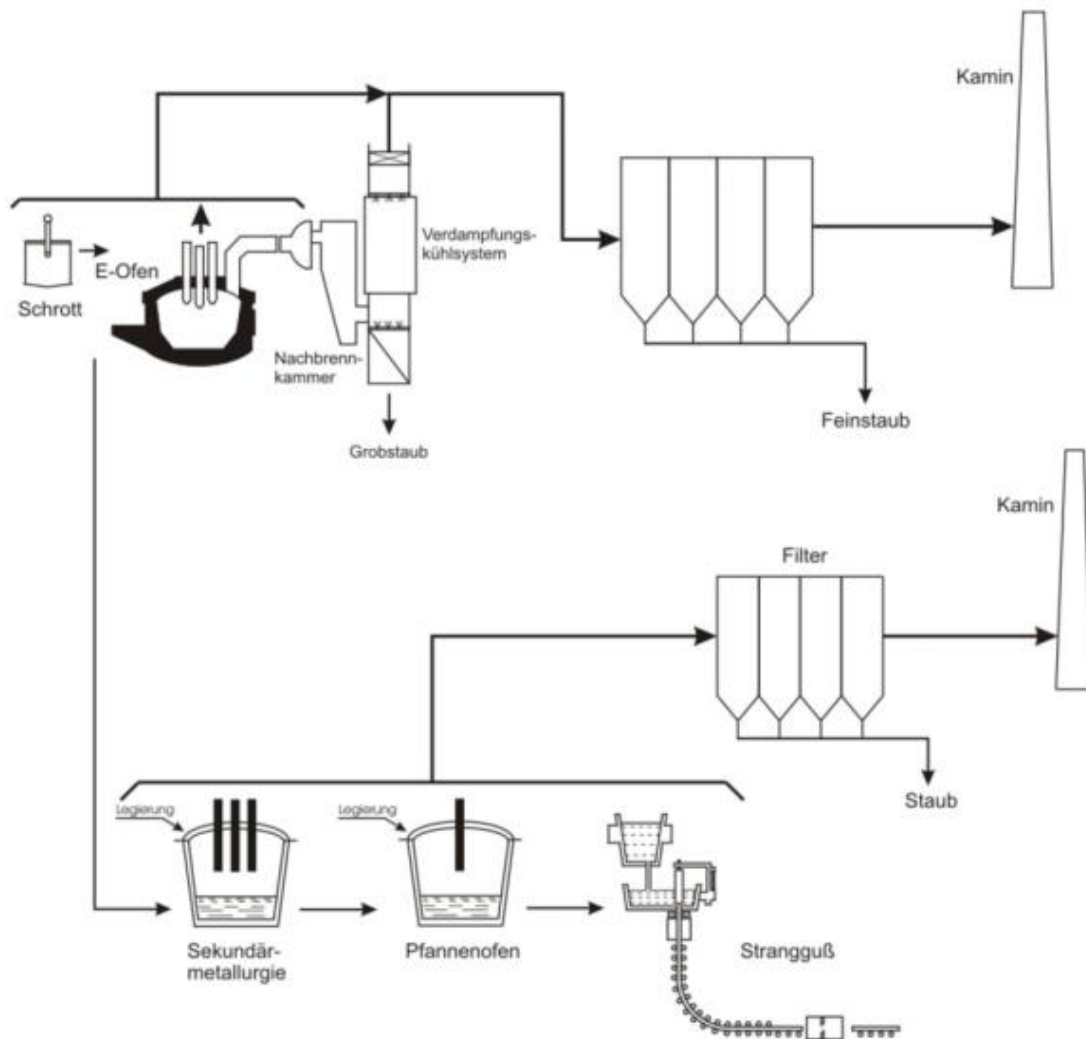 Kamin
Verdampfungs-
kühlsystem
E-Ofen
Schrott
Nachbrenn-
kammer
Grobstaub
Feinstaub
Kamin
Filter
Staub
Legierung
Legierung
Sekundär-
metallurgie
Pfannenofen
Strangguß